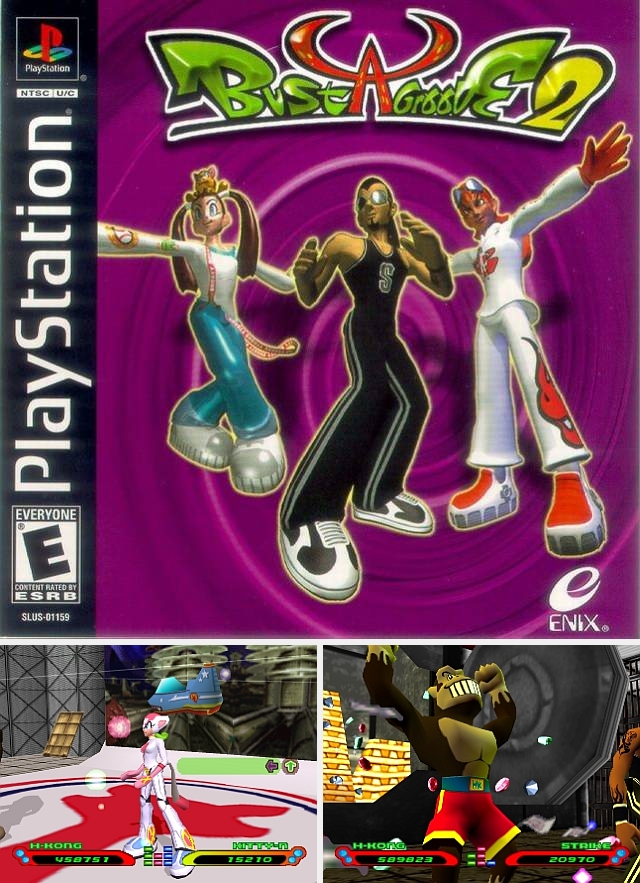 PlayStation
NTSC U/C
PlayStation
BUST A GROOVE 2
S
EVERYONE
E
CONTENT RATED BY
ESRB
SLUS-01159
ENIX
H-KONG
KITTY-N
458751
15210
H-KONG
STRIKE
589823
20970